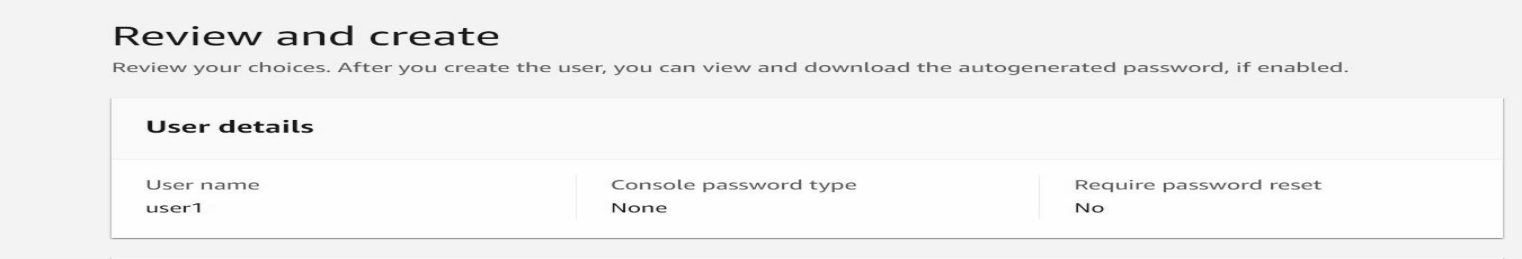 Review and create
Review your choices. After you create the user, you can view and download the autogenerated password, if enabled.
User details
User name
user1
Console password type
None
Require password reset
No